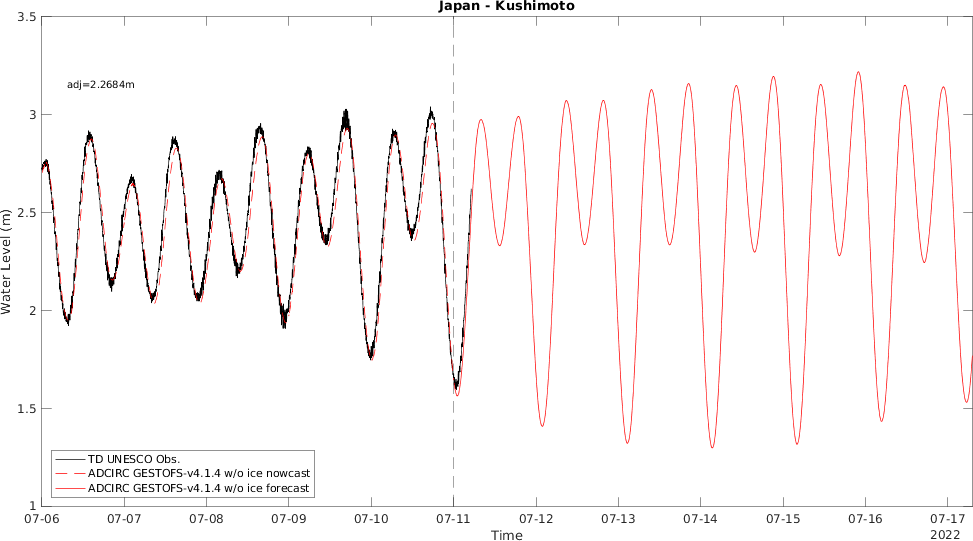 Japan - Kushimoto
3.5
3
2.5
2
1.5
1
Water Level (m)
adj=2.2684m
TD UNESCO Obs.
ADCIRC GESTOFS-v4.1.4 w/o ice nowcast
ADCIRC GESTOFS-v4.1.4 w/o ice forecast
07-06 07-07 07-08 07-09 07-10 07-11 07-12 07-13 07-14 07-15 07-16 07-17
Time
2022